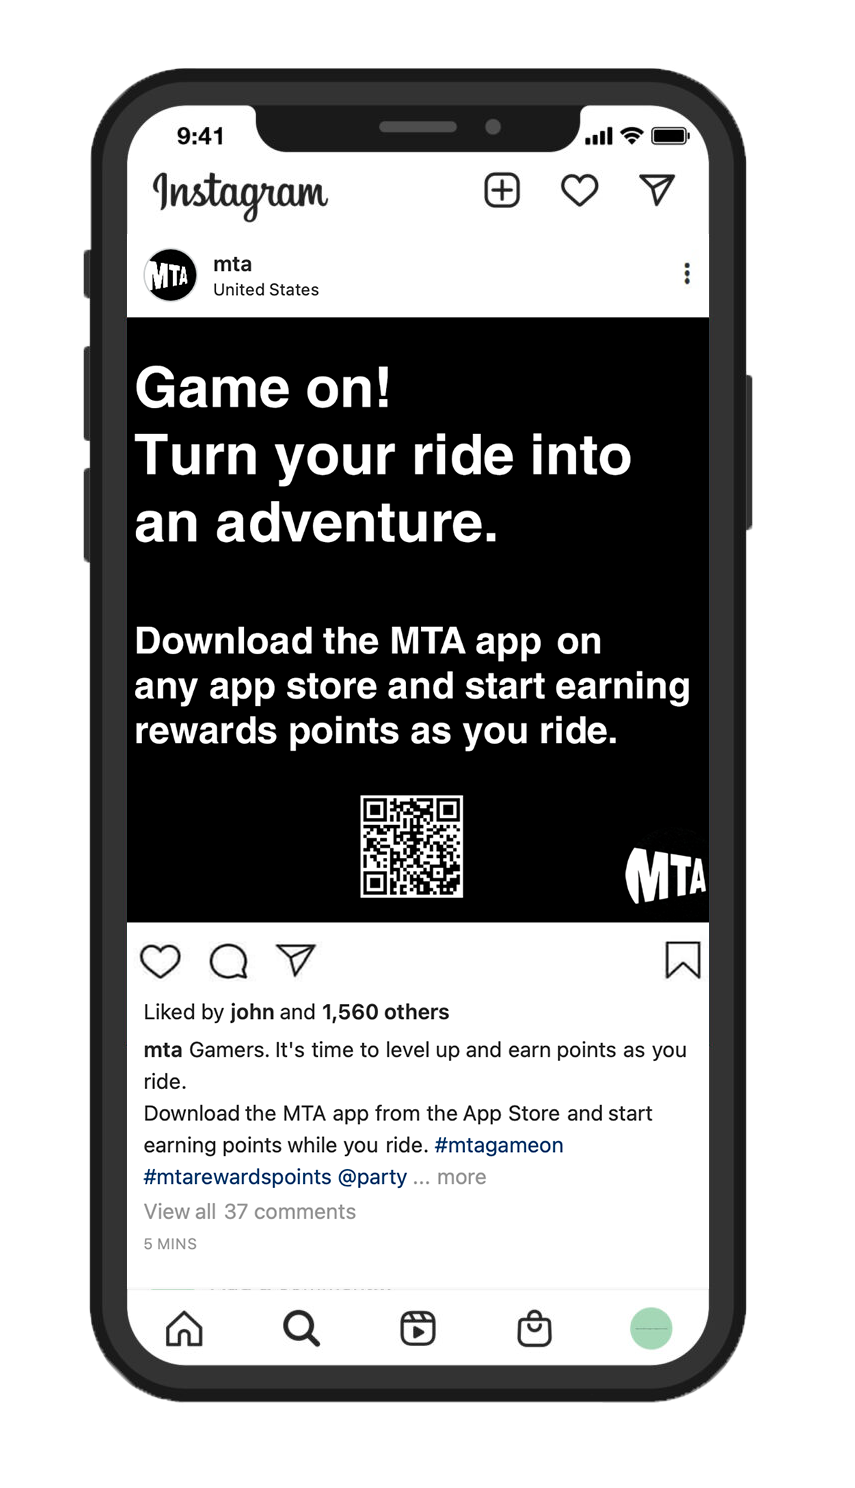 9:41
Instagram
MTA
mta
United States
Game on!
Turn your ride into
an adventure.
Download the MTA app on
any app store and start earning
rewards points as you ride.
MTA
Liked by john and 1,560 others
mta Gamers. It's time to level up and earn points as you
ride.
Download the MTA app from the App Store and start
earning points while you ride. #mtagameon
#mtarewardspoints @party ... more
View all 37 comments
5 MINS